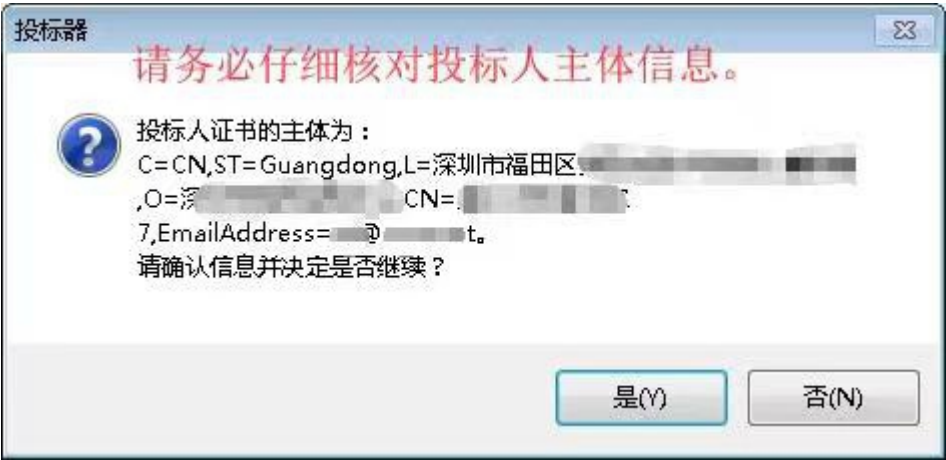 投标器
请务必仔细核对投标人主体信息。
投标人证书的主体为：
C=CN,ST=Guangdong,L=深圳市福田区
,O=深 CN=
7,EmailAddress= @ t。
请确认信息并决定是否继续？
是(Y) 否(N)